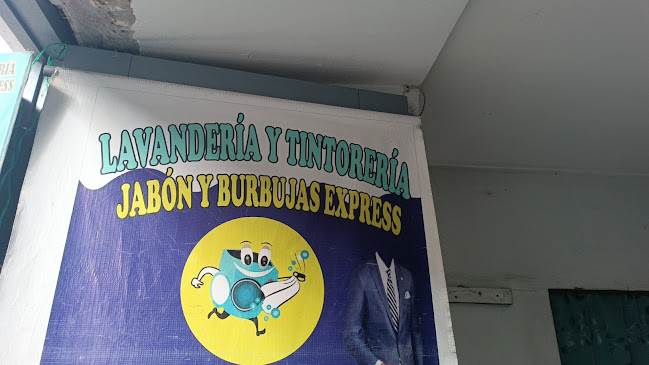 LAVANDERÍA Y TINTORERÍA
JABÓN Y BURBUJAS EXPRESS